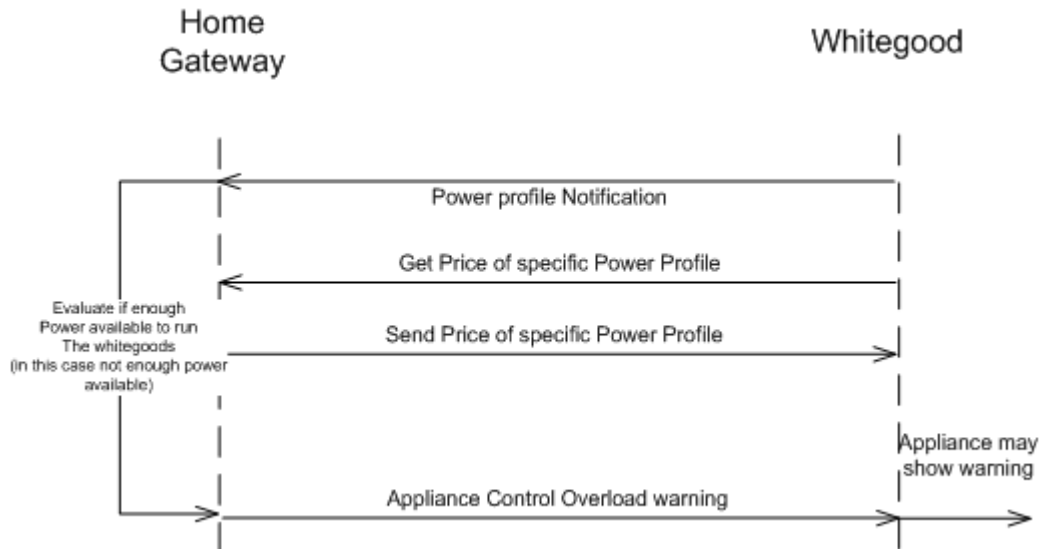 Home
Gateway
Whitegood
Power profile Notification
Get Price of specific Power Profile
Evaluate if enough
Power available to run
The whitegoods
(in this case not enough power
available)
Send Price of specific Power Profile
Appliance may
show warning
Appliance Control Overload warning